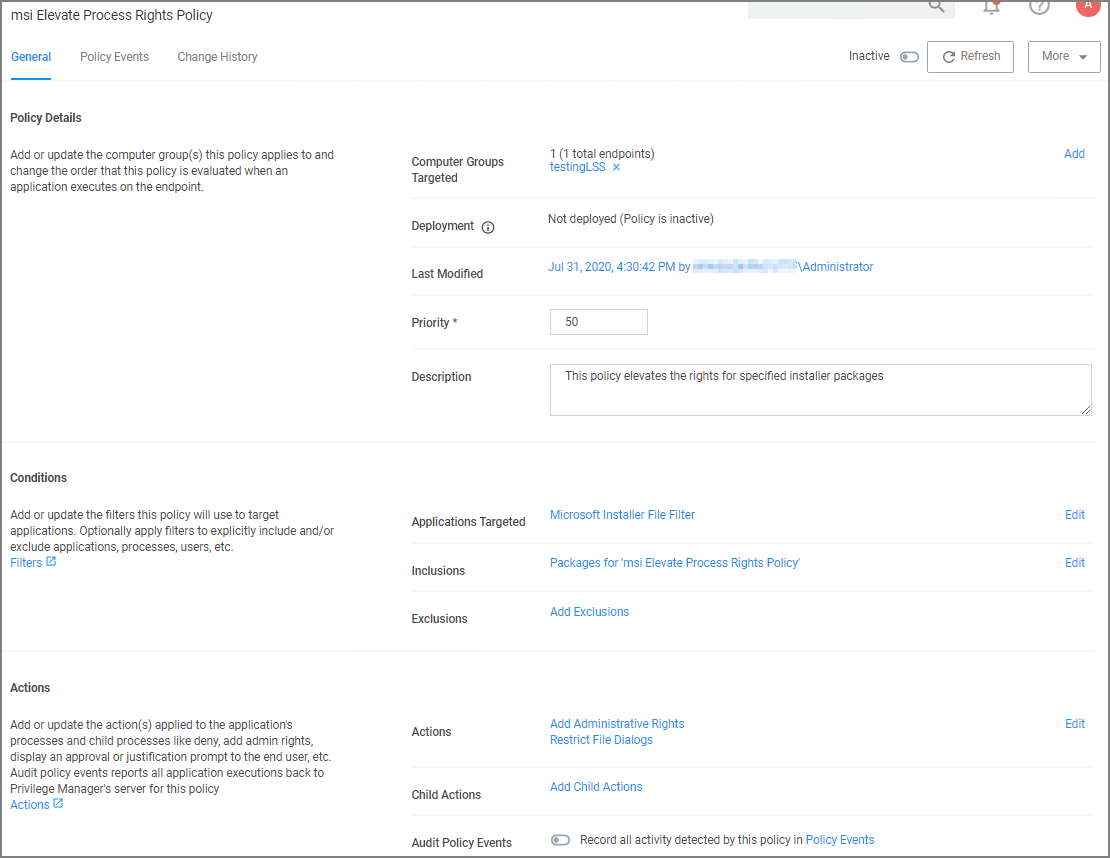 msi Elevate Process Rights Policy
A
General Policy Events Change History
Inactive Refresh More
Policy Details
Add or update the computer group(s) this policy applies to and
change the order that this policy is evaluated when an
application executes on the endpoint.
Computer Groups
Targeted
1 (1 total endpoints)
testingLSS ×
Add
Deployment
Not deployed (Policy is inactive)
Last Modified
Jul 31, 2020, 4:30:42 PM by \Administrator
Priority *
50
Description
This policy elevates the rights for specified installer packages
Conditions
Add or update the filters this policy will use to target
applications. Optionally apply filters to explicitly include and/or
exclude applications, processes, users, etc.
Filters
Applications Targeted
Microsoft Installer File Filter
Edit
Inclusions
Packages for 'msi Elevate Process Rights Policy'
Edit
Exclusions
Add Exclusions
Actions
Add or update the action(s) applied to the application's
processes and child processes like deny, add admin rights,
display an approval or justification prompt to the end user, etc.
Audit policy events reports all application executions back to
Privilege Manager's server for this policy
Actions
Actions
Add Administrative Rights
Restrict File Dialogs
Edit
Child Actions
Add Child Actions
Audit Policy Events
Record all activity detected by this policy in Policy Events